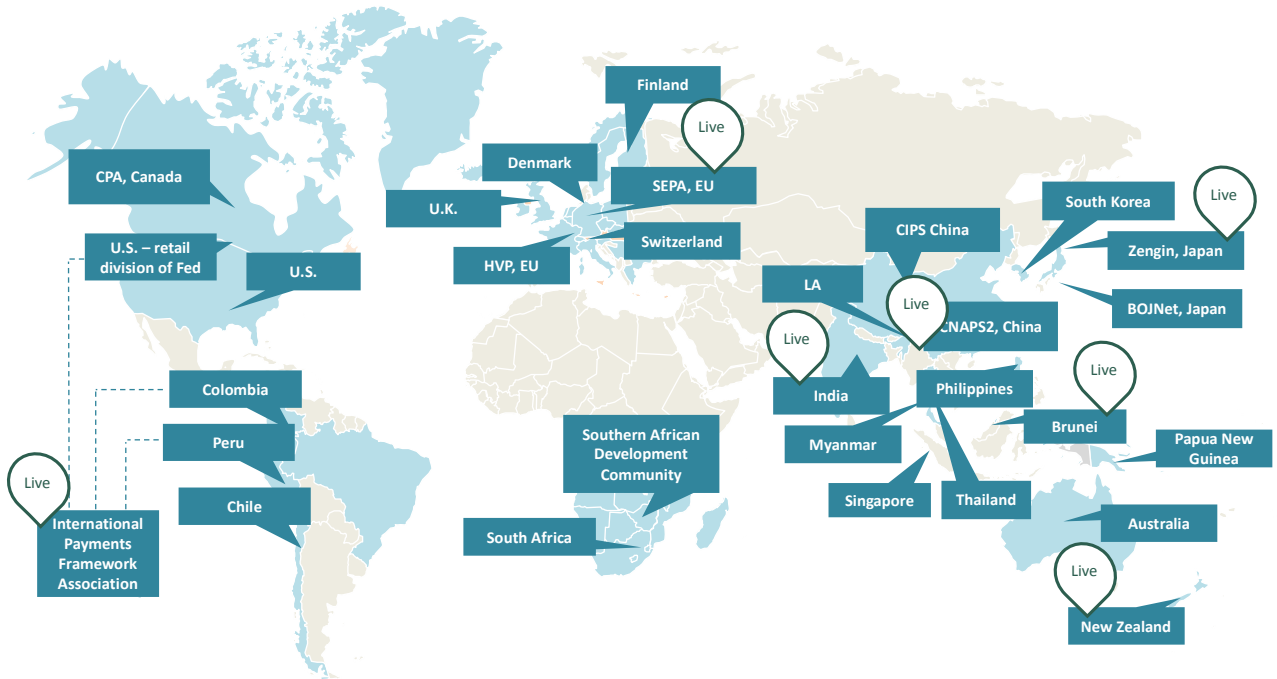 Finland
Live
Denmark
CPA, Canada
SEPA, EU
U.K.
South Korea
Live
CIPS China
Switzerland
U.S. – retail
division of Fed
Zengin, Japan
HVP, EU
U.S.
LA
BOJNet, Japan
Live
CNAPS2, China
Live
Live
Colombia
India
Philippines
Brunei
Peru
Southern African
Development
Community
Myanmar
Papua New
Guinea
Live
Chile
Singapore
Thailand
International
Payments
Framework
Association
South Africa
Australia
Live
New Zealand